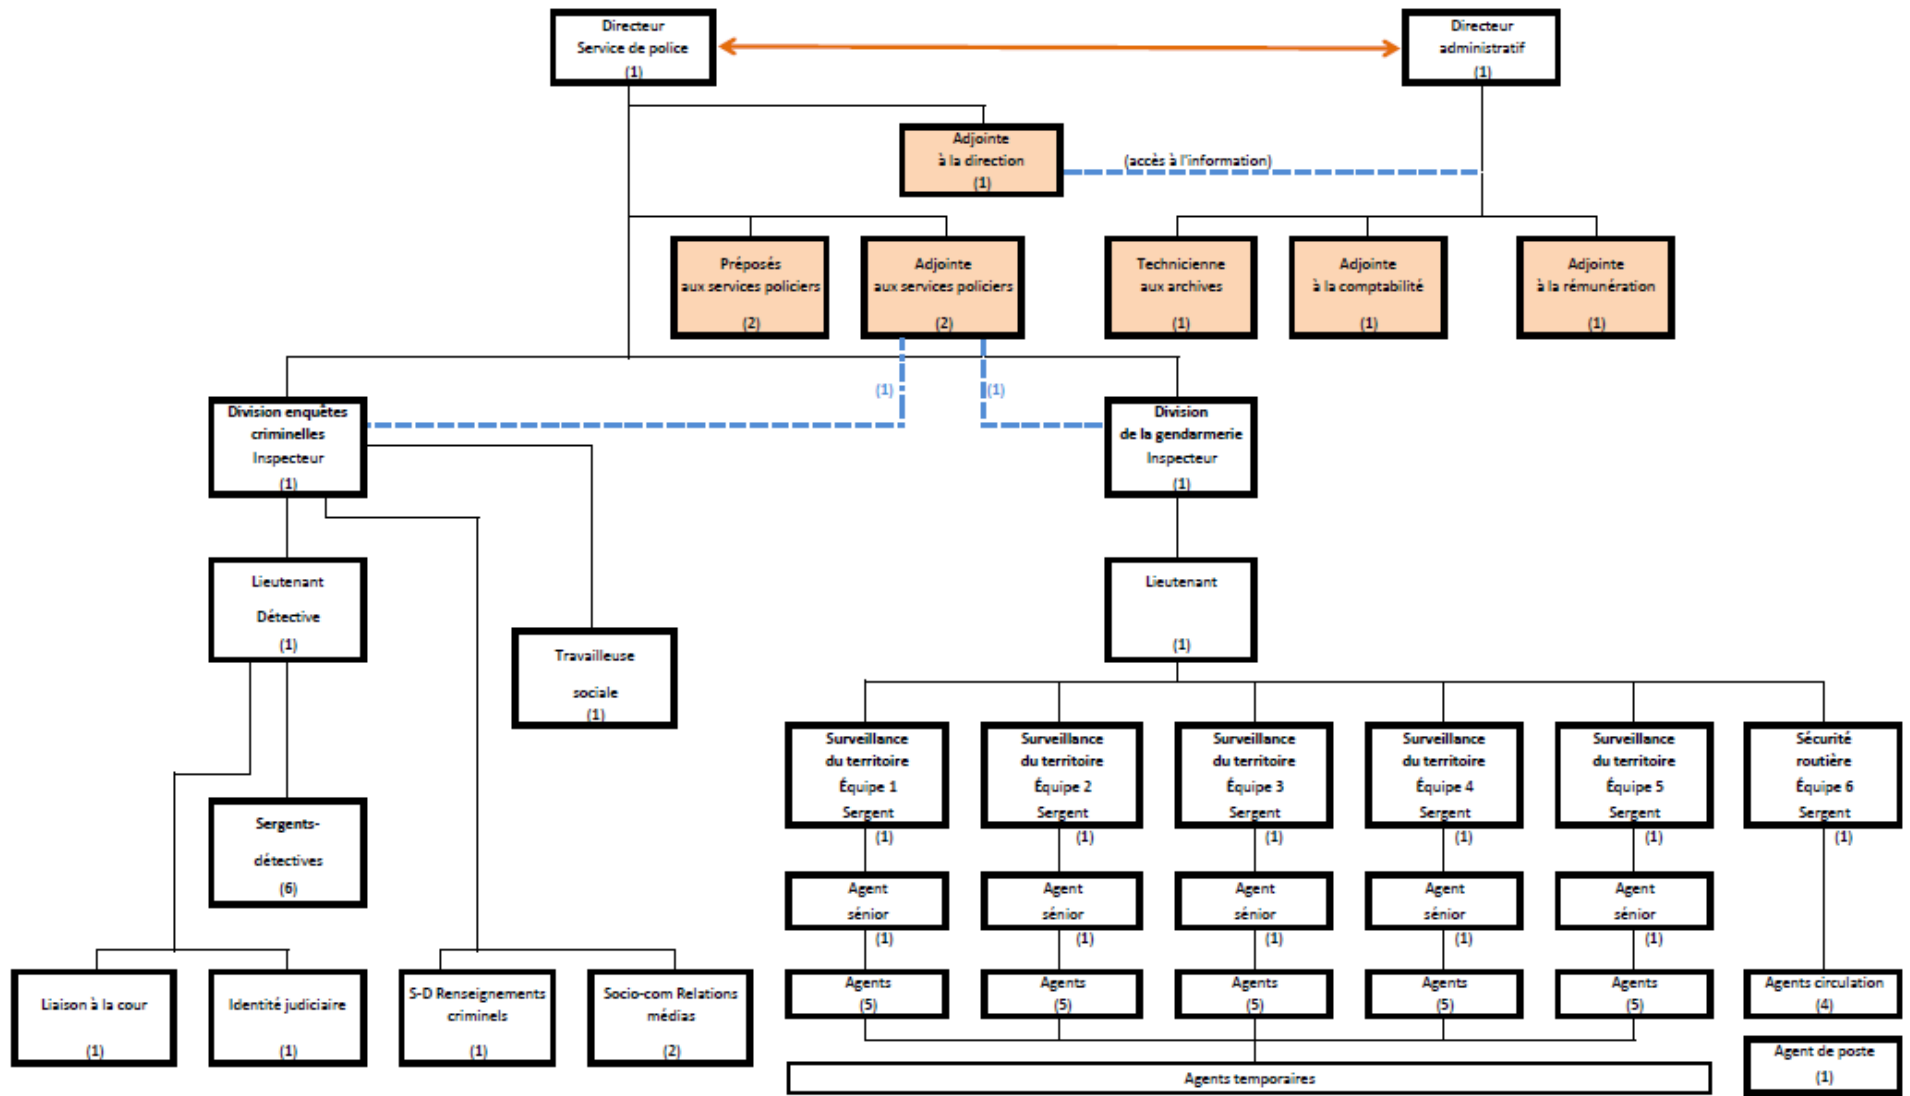 Directeur
Service de police
(1)
Directeur
administratif
(1)
Adjointe
à la direction
(1)
(accès à l'information)
Préposés
aux services policiers
(2)
Adjointe
aux services policiers
(2)
Technicienne
aux archives
(1)
Adjointe
à la comptabilité
(1)
Adjointe
à la rémunération
(1)
(1)
(1)
Division enquêtes
criminelles
Inspecteur
(1)
Division
de la gendarmerie
Inspecteur
(1)
Lieutenant
Détective
(1)
Travailleuse
sociale
(1)
Lieutenant
(1)
Sergents-
détectives
(6)
Surveillance
du territoire
Équipe 1
Sergent
(1)
Surveillance
du territoire
Équipe 2
Sergent
(1)
Surveillance
du territoire
Équipe 3
Sergent
(1)
Surveillance
du territoire
Équipe 4
Sergent
(1)
Surveillance
du territoire
Équipe 5
Sergent
(1)
Sécurité
routière
Équipe 6
Sergent
(1)
Agent
sénior
(1)
Agent
sénior
(1)
Agent
sénior
(1)
Agent
sénior
(1)
Agent
sénior
(1)
Liaison à la cour
(1)
Identité judiciaire
(1)
S-D Renseignements
criminels
(1)
Socio-com Relations
médias
(2)
Agents
(5)
Agents
(5)
Agents
(5)
Agents
(5)
Agents
(5)
Agents circulation
(4)
Agents temporaires
Agent de poste
(1)